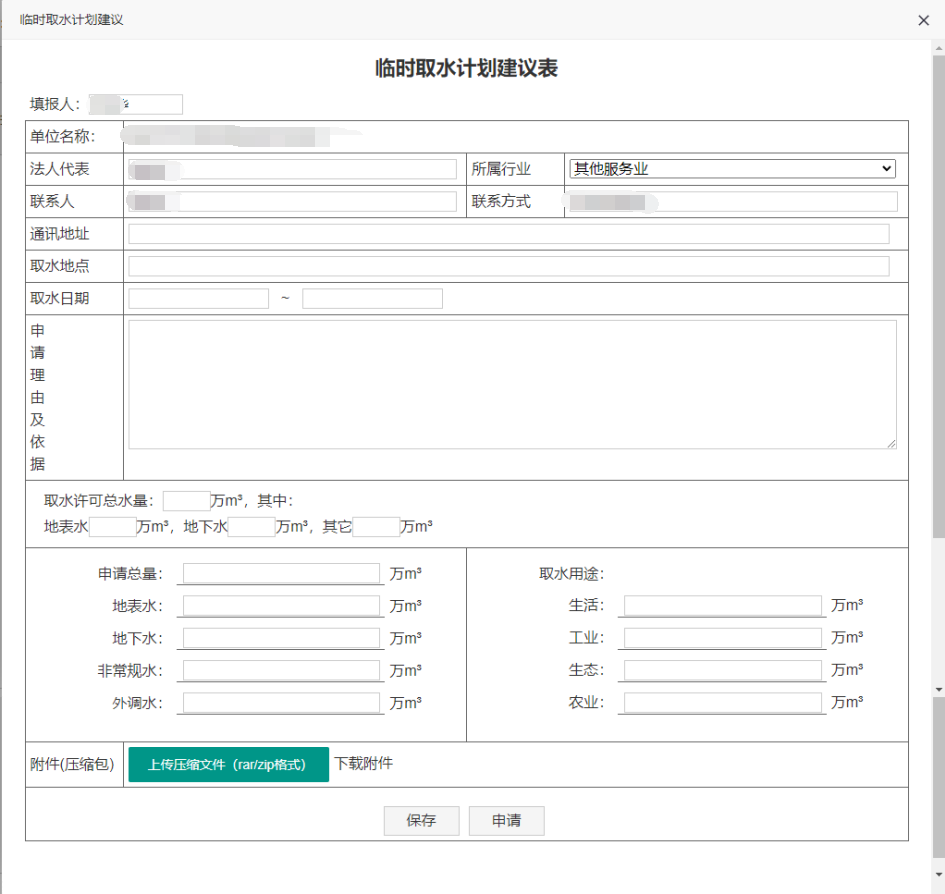 临时取水计划建议
临时取水计划建议表
填报人：
单位名称：
法人代表 所属行业 其他服务业
联系人 联系方式
通讯地址
取水地点
取水日期 ~
申
请
理
由
及
依
据
取水许可总水量： 万m³，其中：
地表水 万m³，地下水 万m³，其它 万m³
申请总量： 万m³ 取水用途：
地表水： 万m³ 生活： 万m³
地下水： 万m³ 工业： 万m³
非常规水： 万m³ 生态： 万m³
外调水： 万m³ 农业： 万m³
附件(压缩包) 上传压缩文件（rar/zip格式） 下载附件
保存 申请